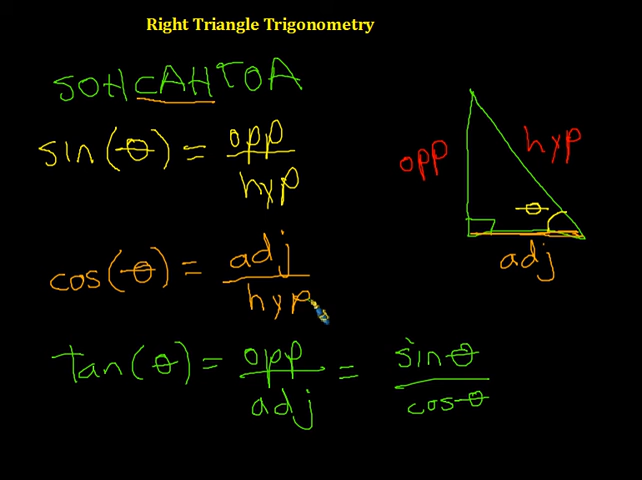 Right Triangle Trigonometry
SOHCAHTOA
sin(θ) = opp/hyp
opp
hyp
θ
adj
cos(θ) = adj/hyp
tan(θ) = opp/adj = sinθ/cosθ